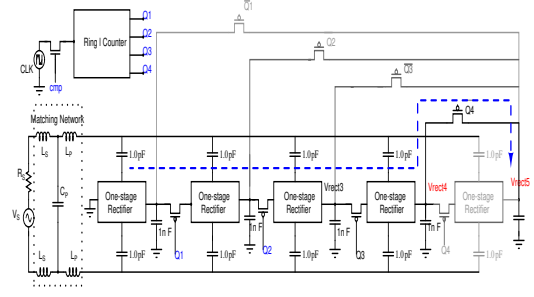 Q1
Q1
Q2
Ring l Counter
Q3
Q4
CLK
cmp
Q2
Q3
Q4
Matching Network
LS
LP
1.0pF
1.0pF
1.0pF
1.0pF
1.0pF
RS
CP
VS
One-stage
Rectifier
One-stage
Rectifier
Vrect3
One-stage
Rectifier
One-stage
Rectifier
Vrect4
One-stage
Rectifier
Vrect5
1n F
1n F
1n F
1n F
Q1
Q2
Q3
Q4
LS
LP
1.0pF
1.0pF
1.0pF
1.0pF
1.0pF